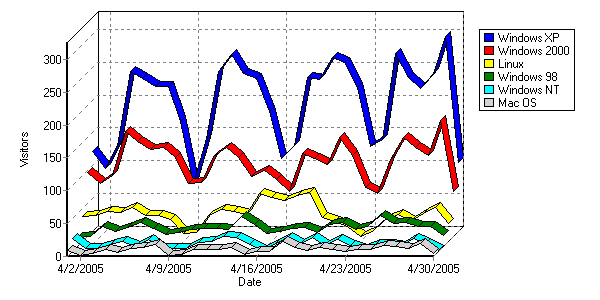 300
250
200
150
100
50
0
Visitors
4/2/2005
4/9/2005
4/16/2005
4/23/2005
4/30/2005
Date
Windows XP
Windows 2000
Linux
Windows 98
Windows NT
Mac OS